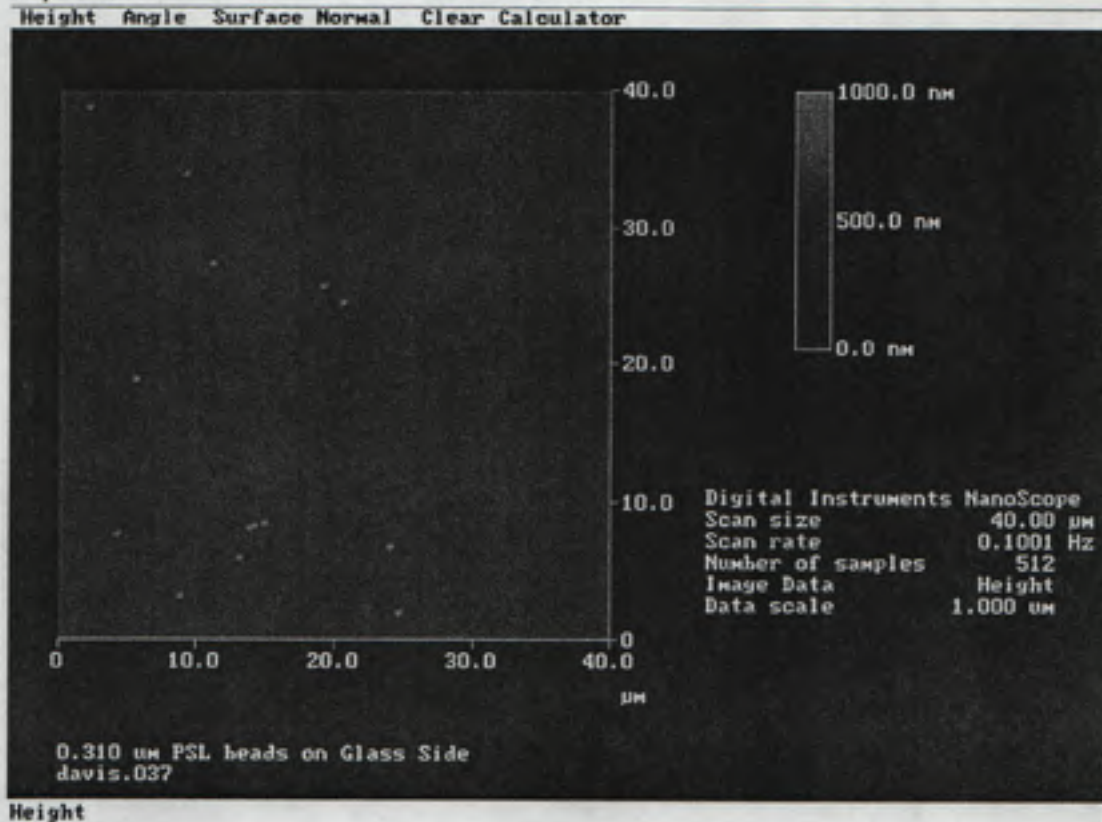 Height Angle Surface Normal Clear Calculator
40.0
30.0
20.0
10.0
0
0 10.0 20.0 30.0 40.0
µM
1000.0 nM
500.0 nM
0.0 nM
Digital Instruments NanoScope
Scan size 40.00 µM
Scan rate 0.1001 Hz
Number of samples 512
Image Data Height
Data scale 1.000 uM
0.310 uM PSL beads on Glass Side
davis.037
Height